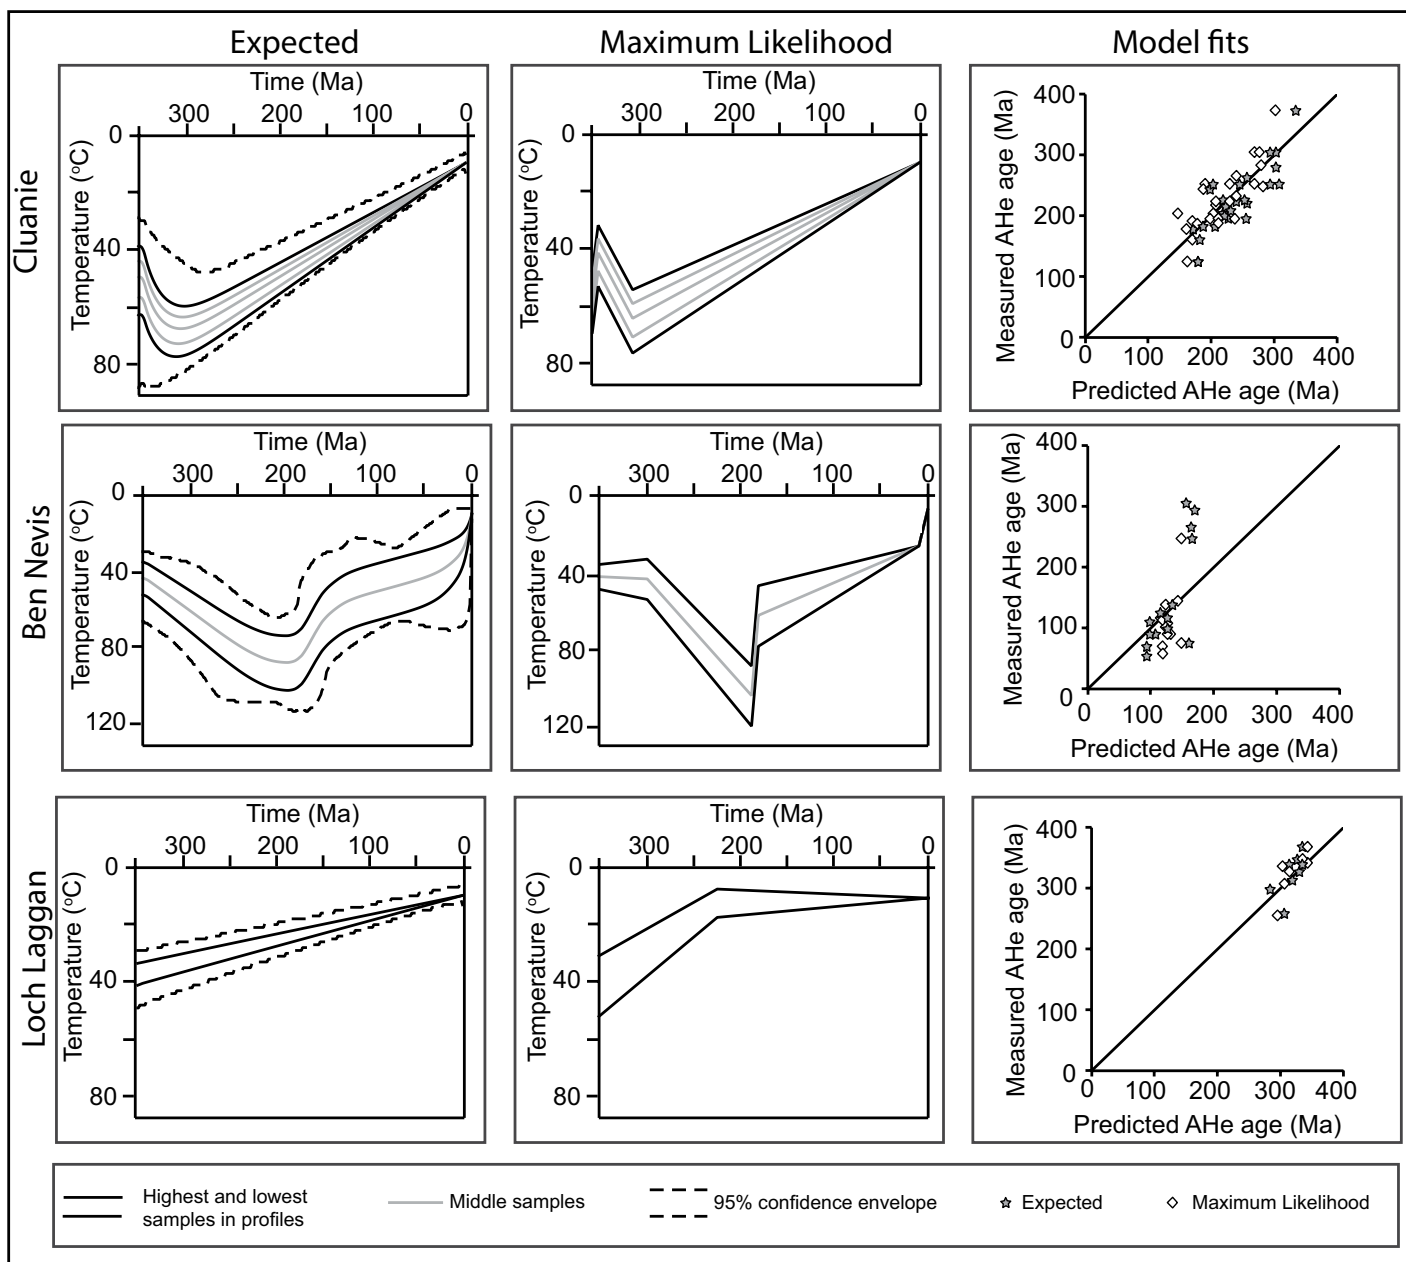 Expected
Maximum Likelihood
Model fits
Cluanie
Time (Ma)
300 200 100 0
Temperature (°C)
0
40
80
Time (Ma)
300 200 100 0
Temperature (°C)
0
40
80
Measured AHe age (Ma)
400
300
200
100
0
0 100 200 300 400
Predicted AHe age (Ma)
Ben Nevis
Time (Ma)
300 200 100 0
Temperature (°C)
0
40
80
120
Time (Ma)
300 200 100 0
Temperature (°C)
0
40
80
120
Measured AHe age (Ma)
400
300
200
100
0
0 100 200 300 400
Predicted AHe age (Ma)
Loch Laggan
Time (Ma)
300 200 100 0
Temperature (°C)
0
40
80
Time (Ma)
300 200 100 0
Temperature (°C)
0
40
80
Measured AHe age (Ma)
400
300
200
100
0
0 100 200 300 400
Predicted AHe age (Ma)
Highest and lowest
samples in profiles
Middle samples
95% confidence envelope
Expected
Maximum Likelihood